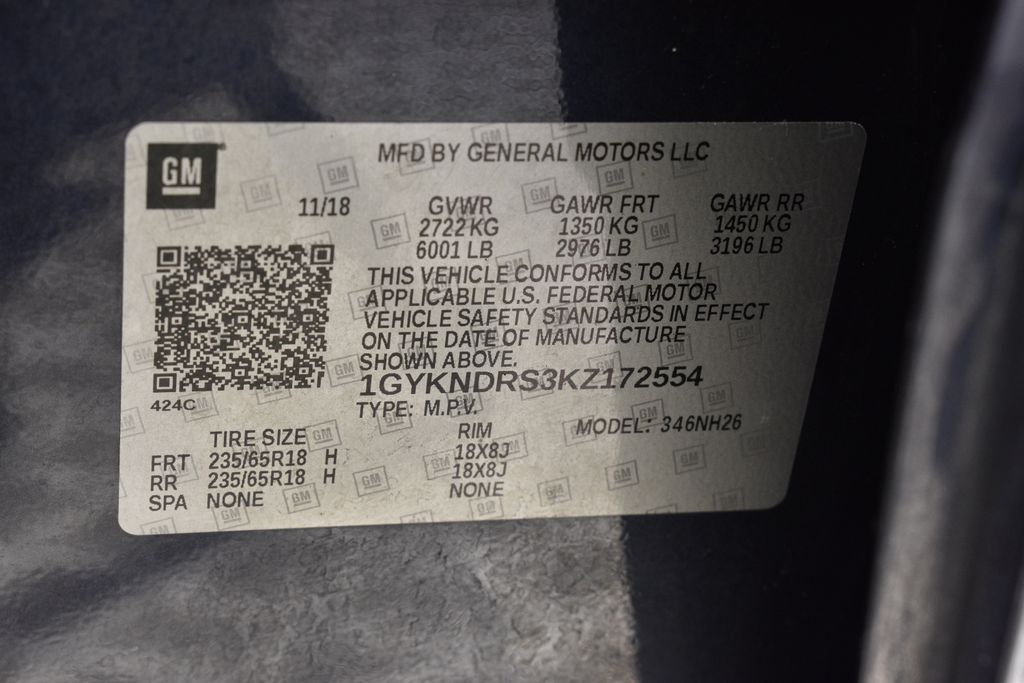 GM
MFD BY GENERAL MOTORS LLC
11/18 GVWR GAWR FRT GAWR RR
2722 KG 1350 KG 1450 KG
6001 LB 2976 LB 3196 LB
THIS VEHICLE CONFORMS TO ALL
APPLICABLE U.S. FEDERAL MOTOR
VEHICLE SAFETY STANDARDS IN EFFECT
ON THE DATE OF MANUFACTURE
SHOWN ABOVE.
1GYKNDRS3KZ172554
424C
TYPE: M.P.V.
MODEL: 346NH26
TIRE SIZE RIM
FRT 235/65R18 H 18X8J
RR 235/65R18 H 18X8J
SPA NONE NONE